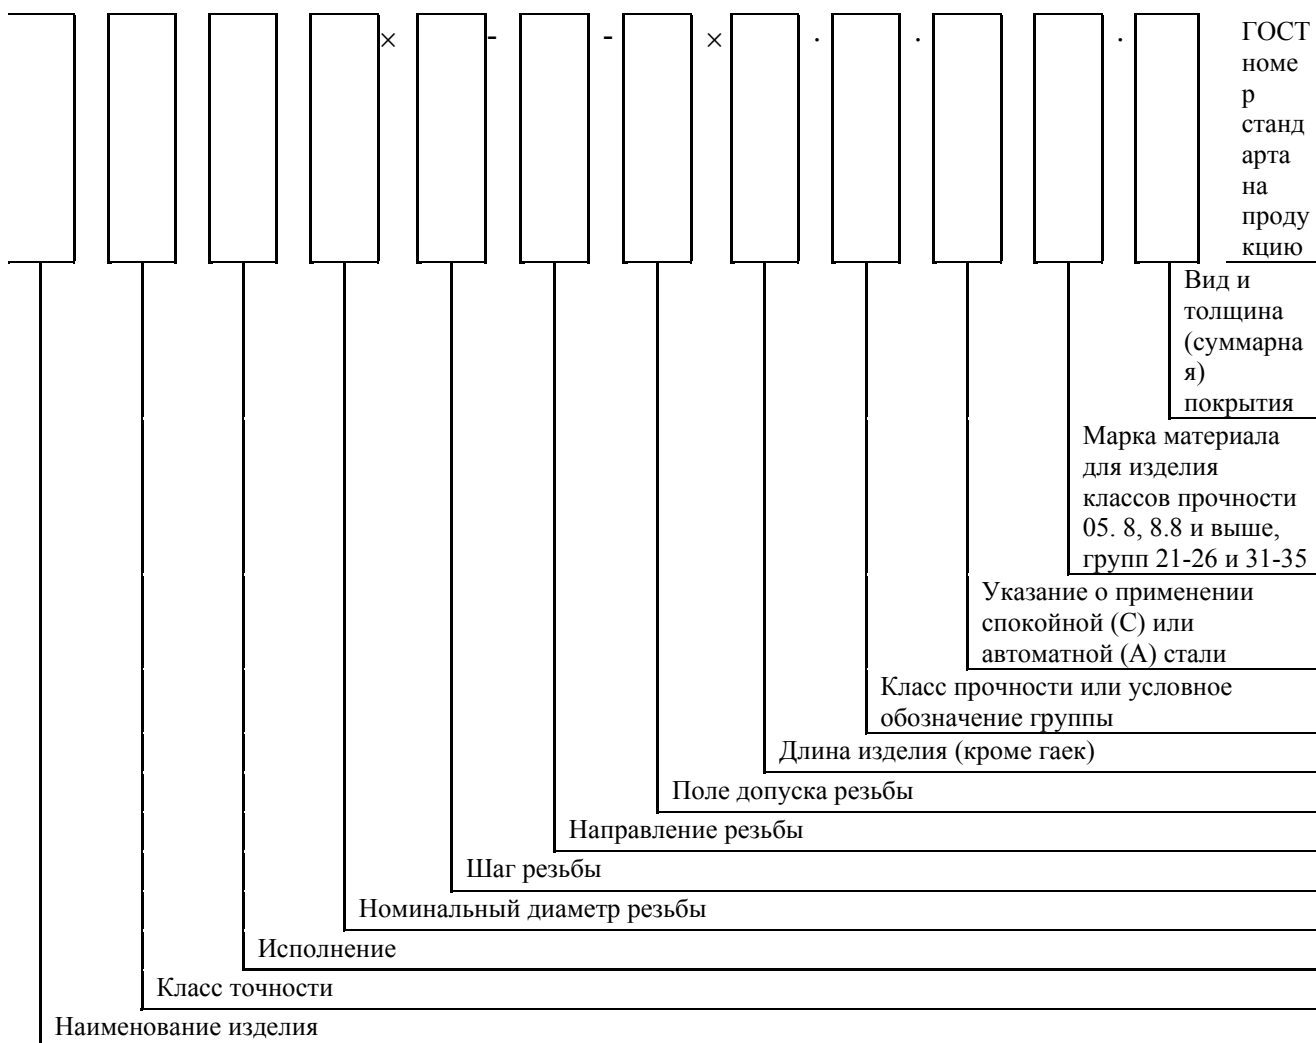 × - - × . . .
ГОСТ
номе
р
станд
арта
на
проду
кцию
Вид и
толщина
(суммарна
я)
покрытия
Марка материала
для изделия
классов прочности
05. 8, 8.8 и выше,
групп 21-26 и 31-35
Указание о применении
спокойной (С) или
автоматной (А) стали
Класс прочности или условное
обозначение группы
Длина изделия (кроме гаек)
Поле допуска резьбы
Направление резьбы
Шаг резьбы
Номинальный диаметр резьбы
Исполнение
Класс точности
Наименование изделия